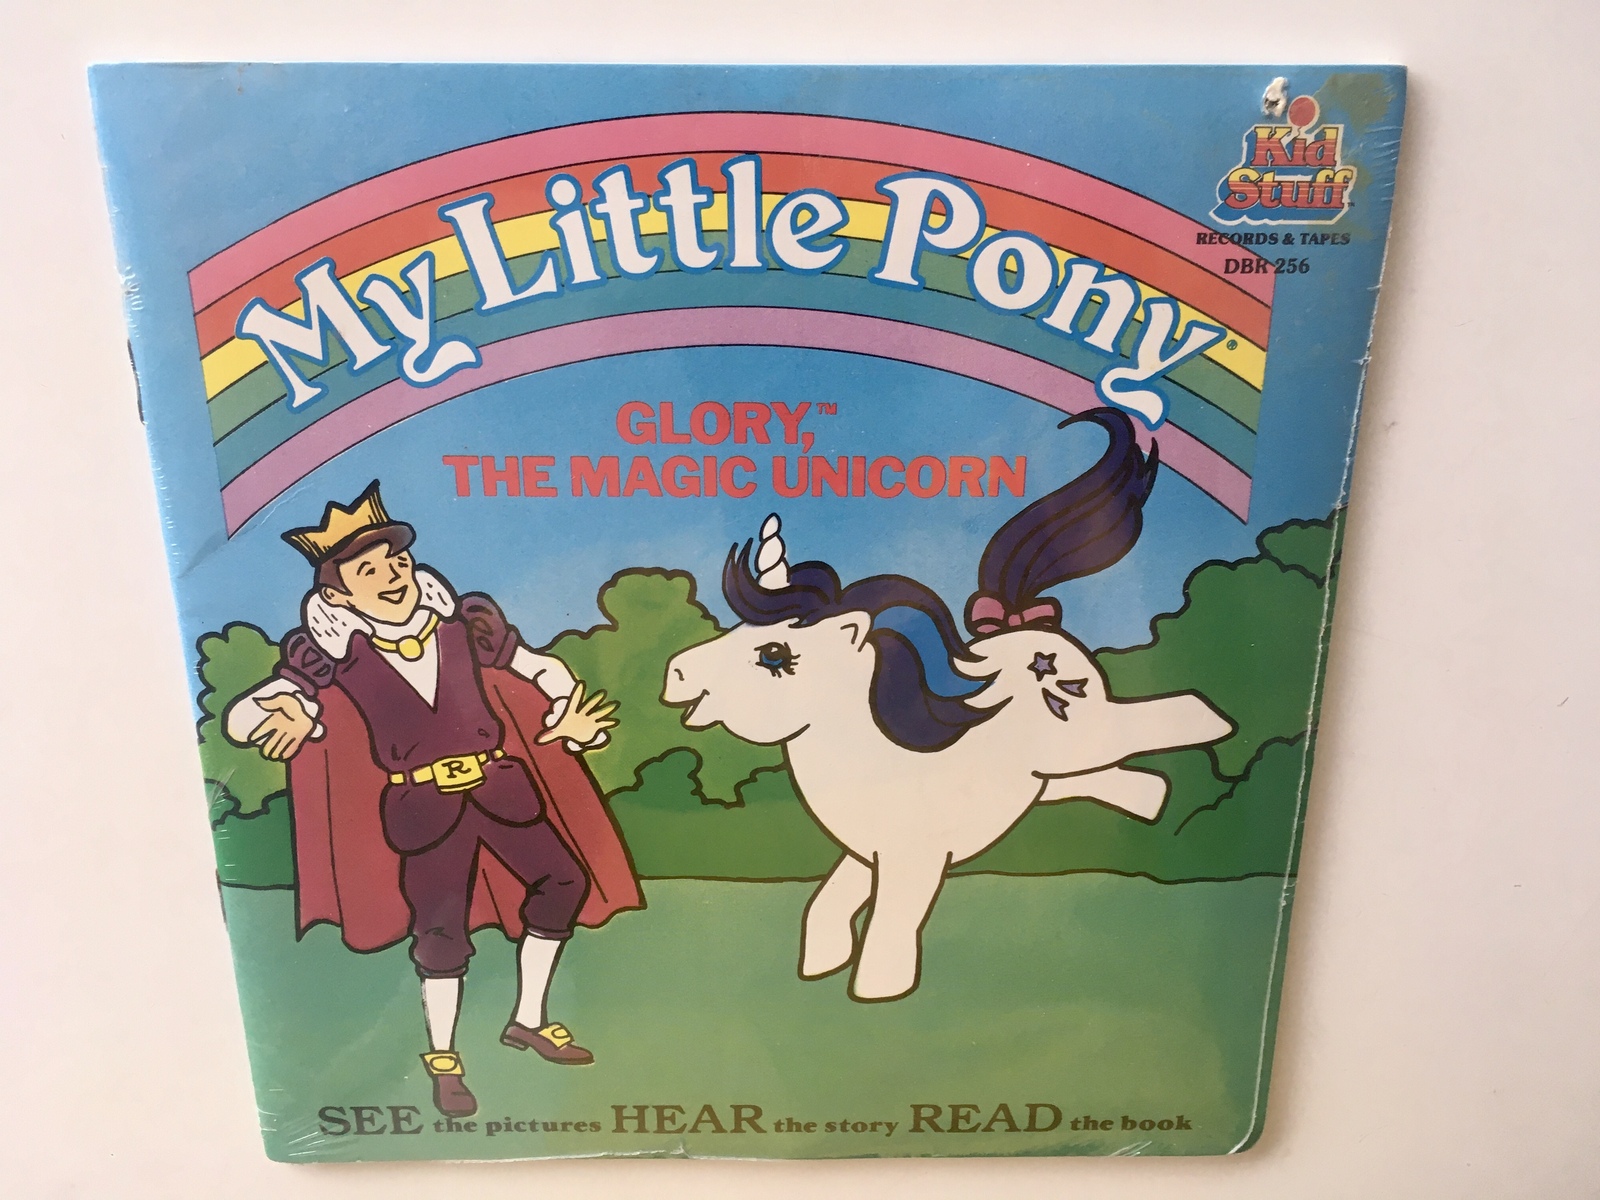 Kid
Stuff
RECORDS & TAPES
DBR 256
My Little Pony®
GLORY,™
THE MAGIC UNICORN
R
SEE the pictures HEAR the story READ the book